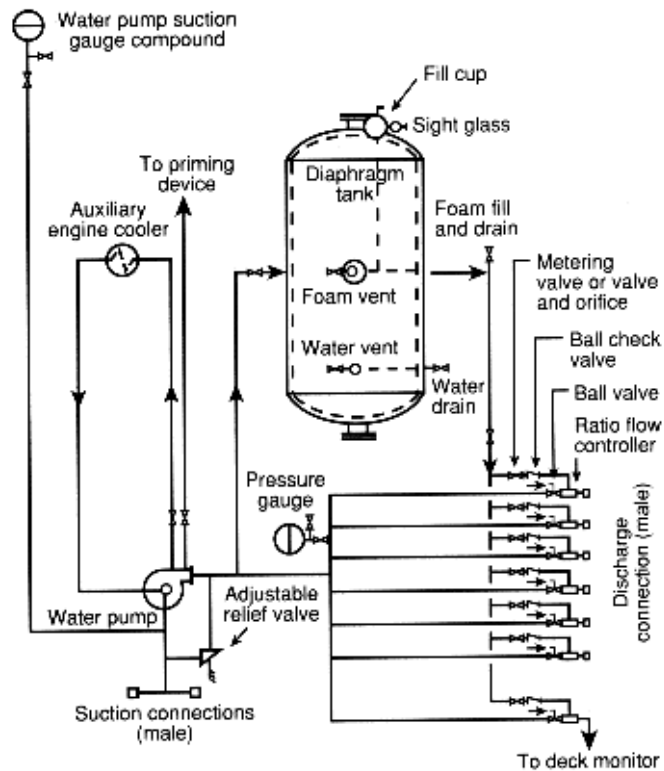 Water pump suction
gauge compound
Fill cup
Sight glass
To priming
device
Diaphragm
tank
Foam fill
and drain
Auxiliary
engine cooler
Metering
valve or valve
and orifice
Foam vent
Ball check
valve
Water vent
Water
drain
Ball valve
Ratio flow
controller
Pressure
gauge
Discharge
connection (male)
Water pump
Adjustable
relief valve
Suction connections
(male)
To deck monitor